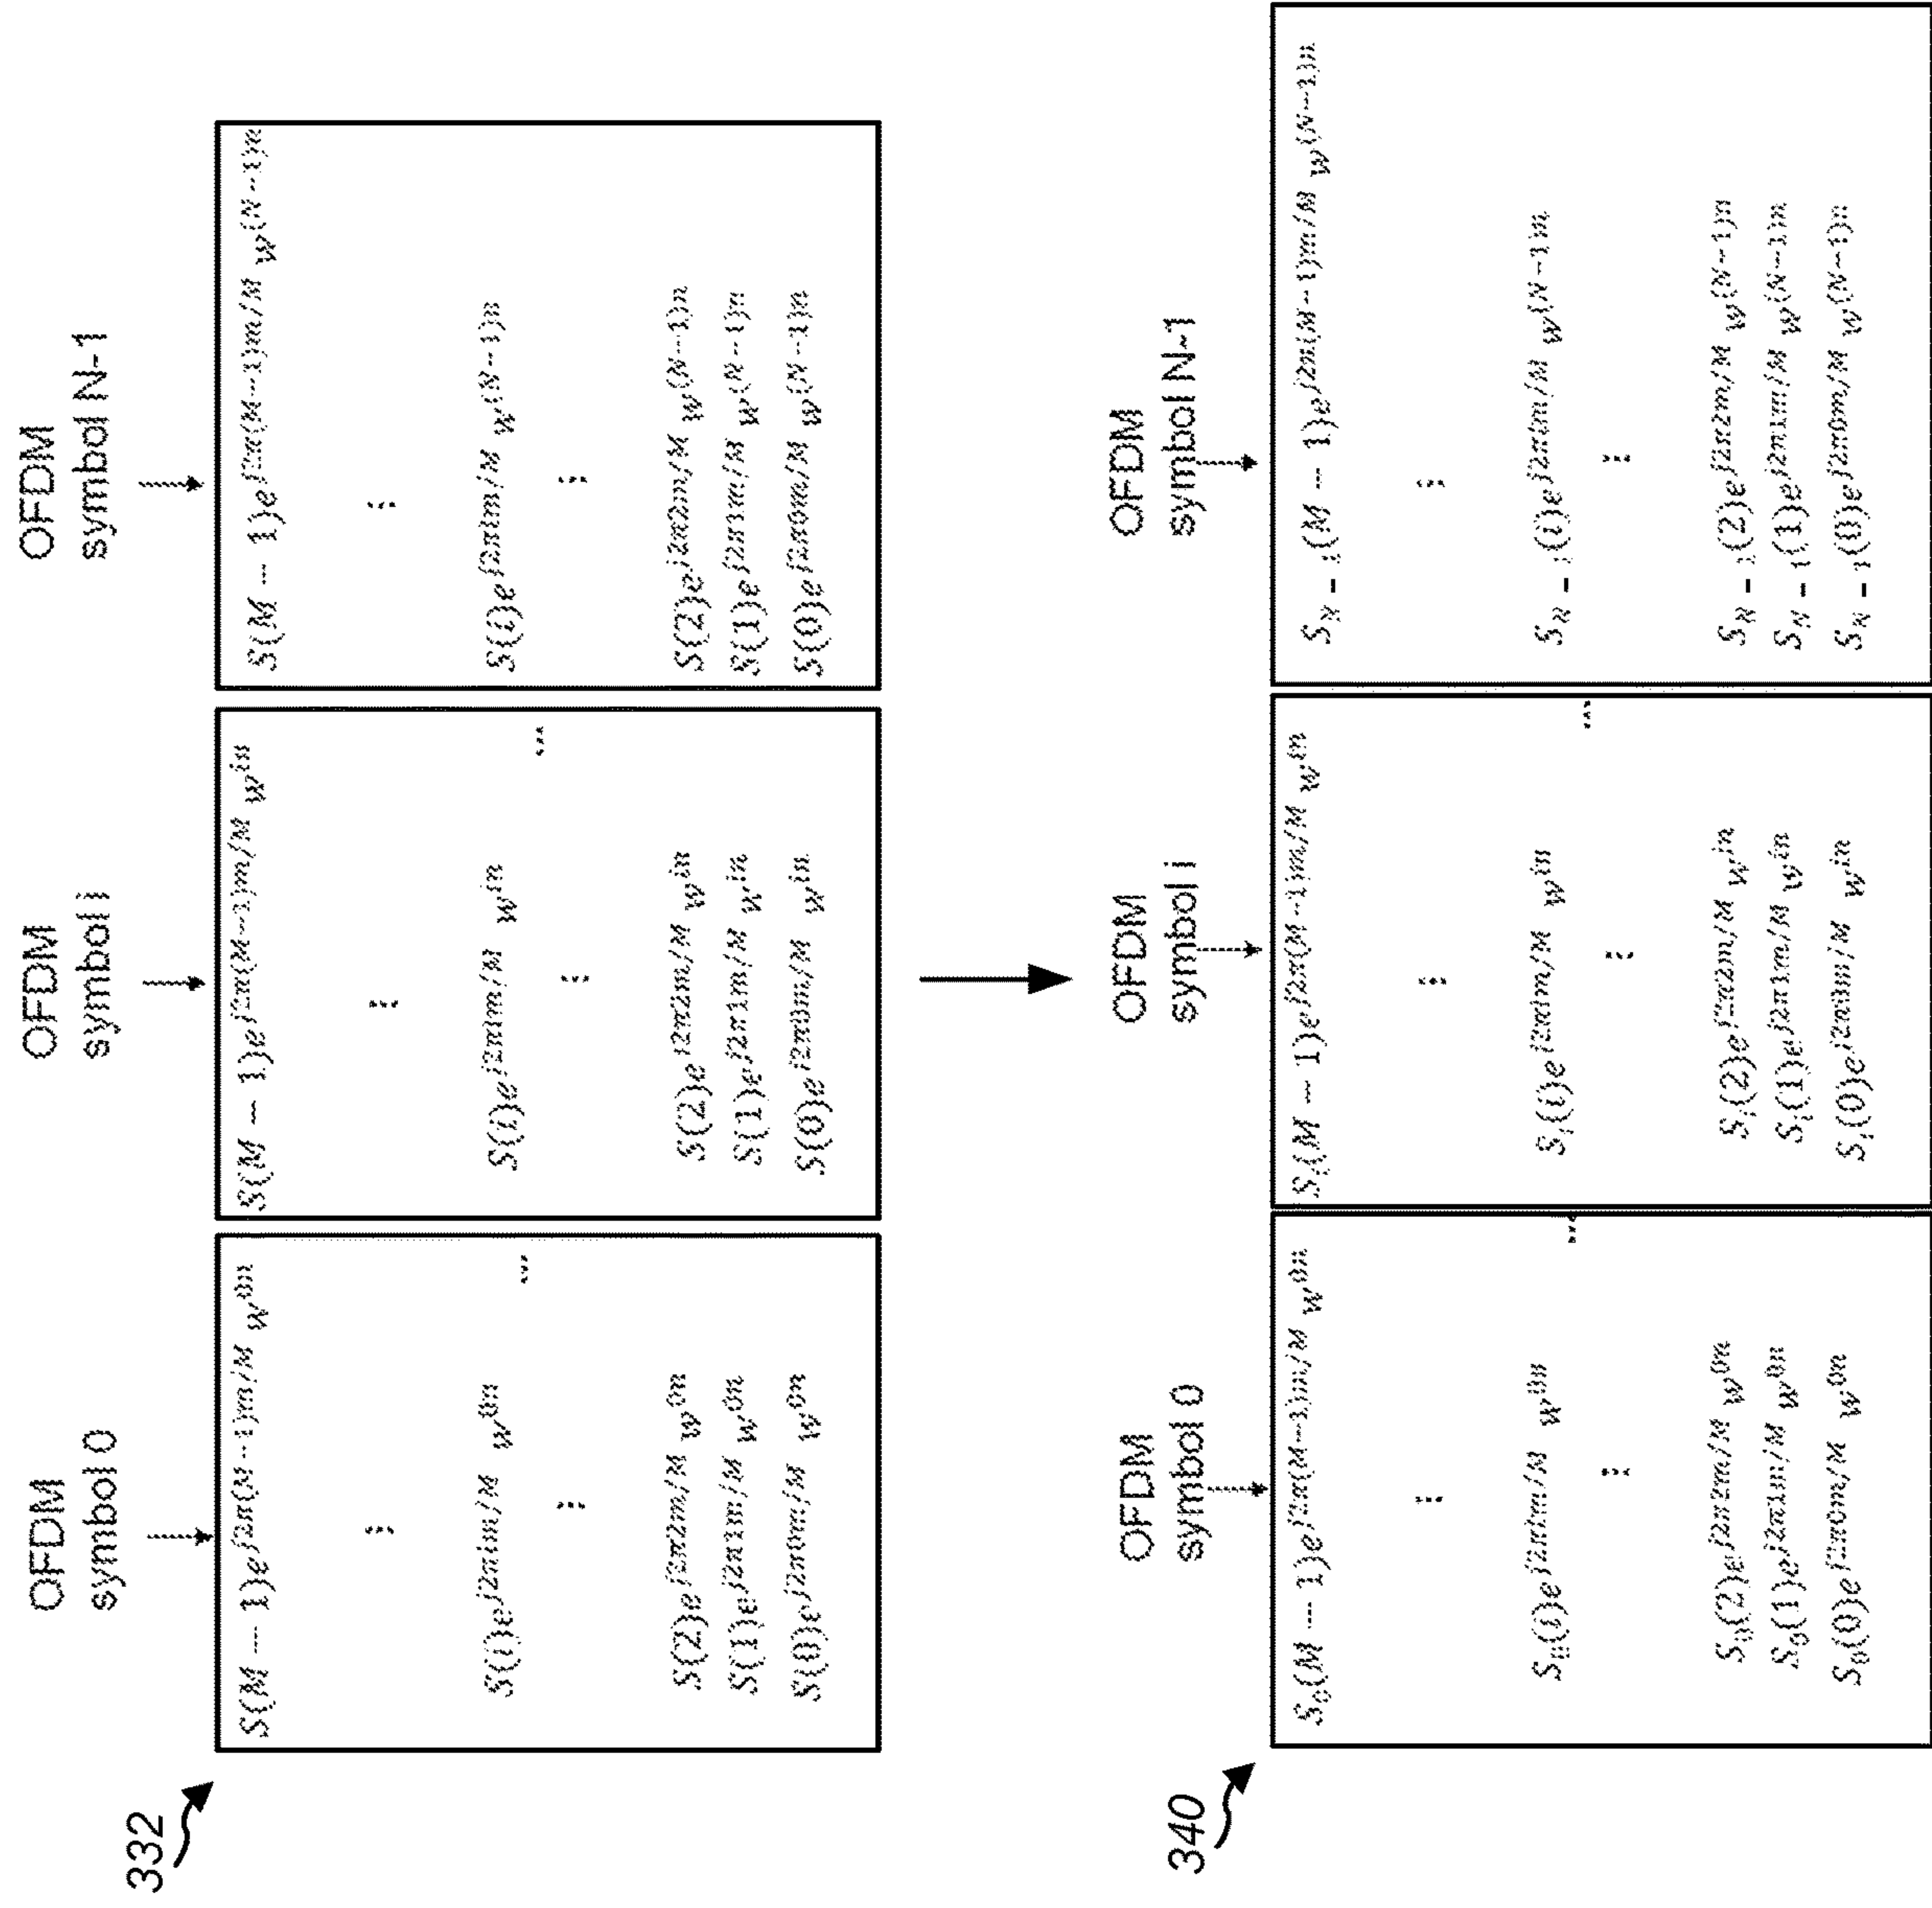 332
OFDM symbol 0
OFDM symbol i
OFDM symbol N-1
S(M − 1)e^{j2π(M−1)m/M} w^{0n}
⋮
S(i)e^{j2πim/M} w^{0n}
⋮
S(2)e^{j2π2m/M} w^{0n}
S(1)e^{j2π1m/M} w^{0n}
S(0)e^{j2π0m/M} w^{0n}
...
S(M − 1)e^{j2π(M−1)m/M} w^{in}
⋮
S(i)e^{j2πim/M} w^{in}
⋮
S(2)e^{j2π2m/M} w^{in}
S(1)e^{j2π1m/M} w^{in}
S(0)e^{j2π0m/M} w^{in}
...
S(M − 1)e^{j2π(M−1)m/M} w^{(N−1)n}
⋮
S(i)e^{j2πim/M} w^{(N−1)n}
⋮
S(2)e^{j2π2m/M} w^{(N−1)n}
S(1)e^{j2π1m/M} w^{(N−1)n}
S(0)e^{j2π0m/M} w^{(N−1)n}
340
OFDM symbol 0
OFDM symbol i
OFDM symbol N-1
S_0(M − 1)e^{j2π(M−1)m/M} w^{0n}
⋮
S_0(i)e^{j2πim/M} w^{0n}
⋮
S_0(2)e^{j2π2m/M} w^{0n}
S_0(1)e^{j2π1m/M} w^{0n}
S_0(0)e^{j2π0m/M} w^{0n}
...
S_i(M − 1)e^{j2π(M−1)m/M} w^{in}
⋮
S_i(i)e^{j2πim/M} w^{in}
⋮
S_i(2)e^{j2π2m/M} w^{in}
S_i(1)e^{j2π1m/M} w^{in}
S_i(0)e^{j2π0m/M} w^{in}
...
S_{N−1}(M − 1)e^{j2π(M−1)m/M} w^{(N−1)n}
⋮
S_{N−1}(i)e^{j2πim/M} w^{(N−1)n}
⋮
S_{N−1}(2)e^{j2π2m/M} w^{(N−1)n}
S_{N−1}(1)e^{j2π1m/M} w^{(N−1)n}
S_{N−1}(0)e^{j2π0m/M} w^{(N−1)n}